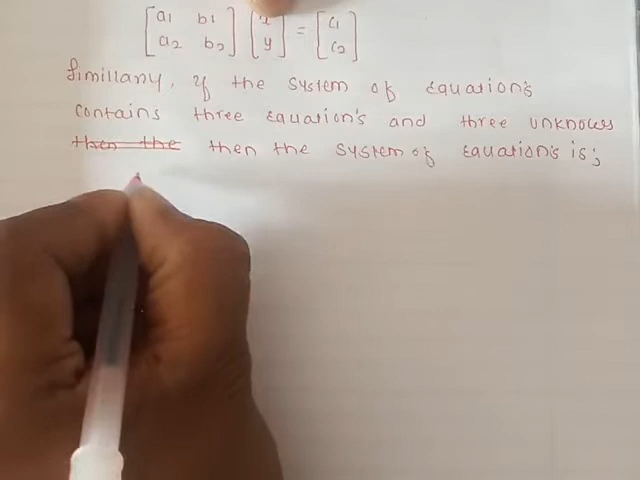 [a1 b1] [x] = [c1]
[a2 b2] [y] [c2]
Simillany, if the system of Equation's
contains three Equation's and three unknows
then the then the system of Equation's is;